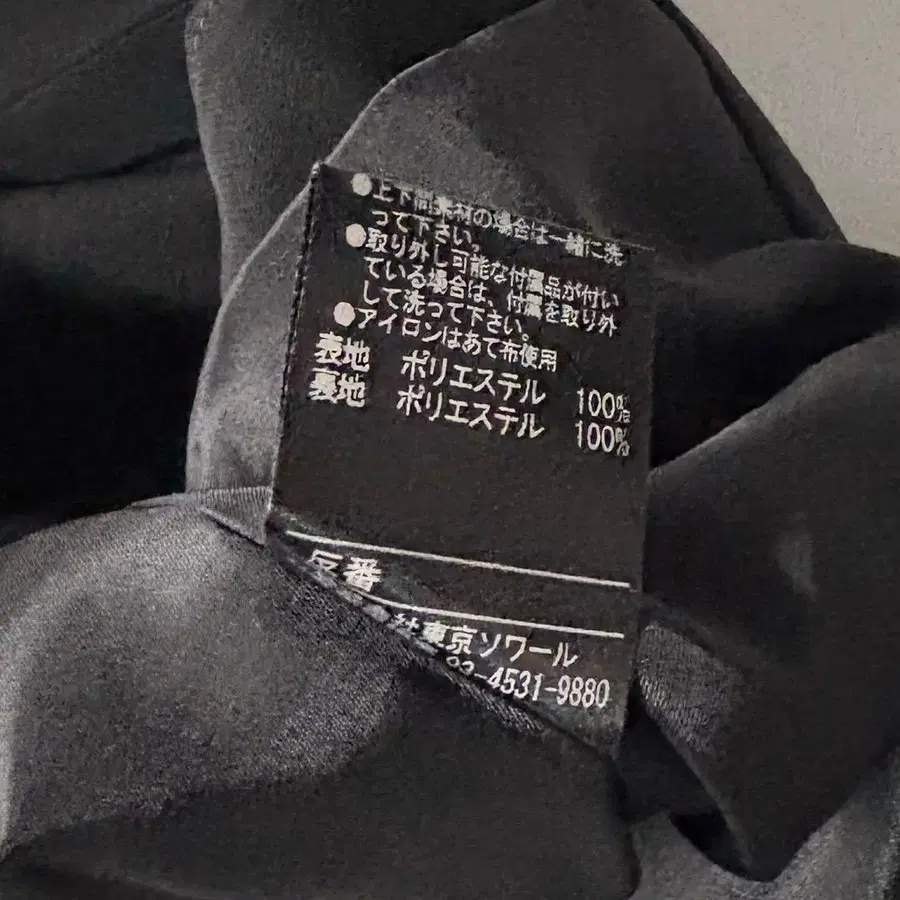 ●上下同素材の場合は一緒に洗
って下さい。
●取り外し可能な付属品が付い
ている場合は、付属を取り外
して洗って下さい。
●アイロンはあて布使用
表地 ポリエステル 100%
裏地 ポリエステル 100%
品番
社東京ソワール
03-4531-9880